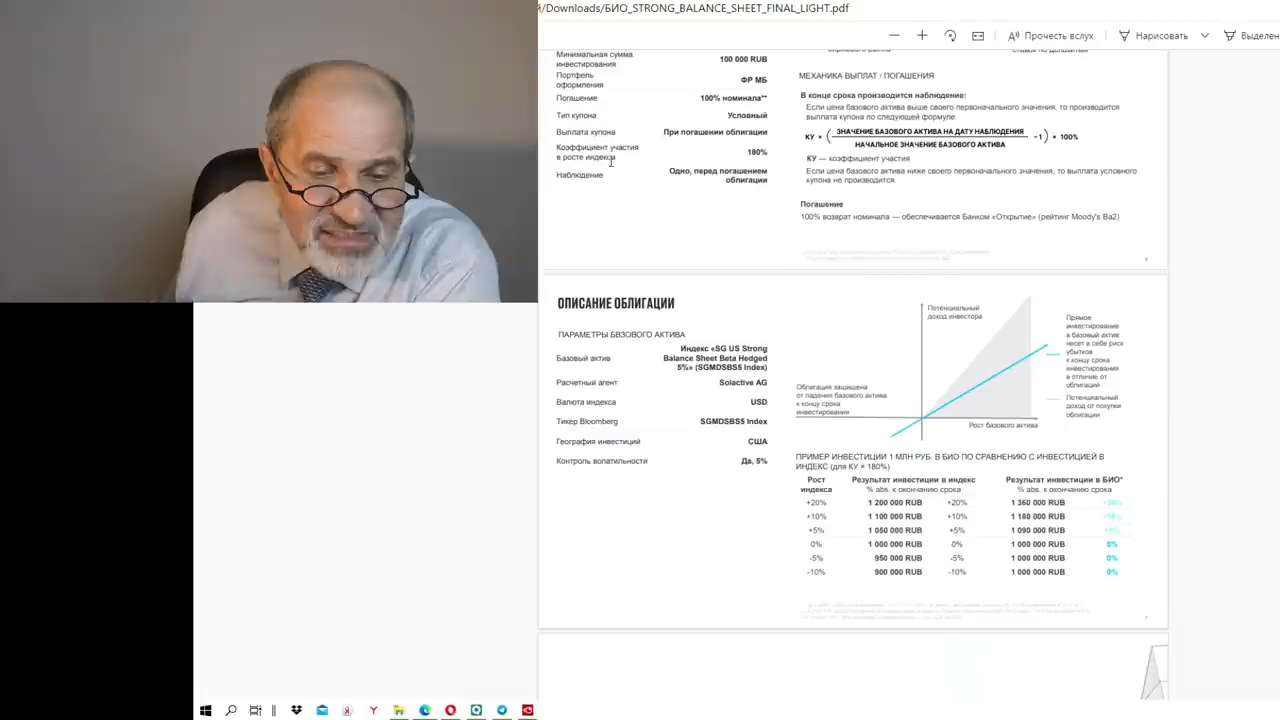 й/Downloads/БИО_STRONG_BALANCE_SHEET_FINAL_LIGHT.pdf
Прочесть вслух
Нарисовать
Выделен
Минимальная сумма
инвестирования
100 000 RUB
Портфель
оформления
ФР МБ
Погашение
100% номинала**
Тип купона
Условный
Выплата купона
При погашении облигации
Коэффициент участия
в росте индекса
180%
Наблюдение
Одно, перед погашением
облигации
МЕХАНИКА ВЫПЛАТ / ПОГАШЕНИЯ
В конце срока производится наблюдение:
Если цена базового актива выше своего первоначального значения, то производится
выплата купона по следующей формуле:
КУ × ( ЗНАЧЕНИЕ БАЗОВОГО АКТИВА НА ДАТУ НАБЛЮДЕНИЯ
НАЧАЛЬНОЕ ЗНАЧЕНИЕ БАЗОВОГО АКТИВА
−1 ) × 100%
КУ — коэффициент участия
Если цена базового актива ниже своего первоначального значения, то выплату условного
купона не производится.
Погашение
100% возврат номинала — обеспечивается Банком «Открытие» (рейтинг Moody's Ba2)
ОПИСАНИЕ ОБЛИГАЦИИ
ПАРАМЕТРЫ БВЗОВОГО АКТИВА
Базовый актив
Индекс «SG US Strong
Balance Sheet Beta Hedged
5%» (SGMDSBS5 Index)
Расчетный агент
Solactive AG
Валюта индекса
USD
Тикер Bloomberg
SGMDSBS5 Index
География инвестиций
США
Контроль волатильности
Да, 5%
Потенциальный
доход инвестора
Облигация защищена
от падения базового актива
к концу срока
инвестирования
Рост базового актива
Прямое
инвестирование
в базовый актив
несет в себе риск
убытков
к концу срока
инвестирования
в отличие от
облигаций
Потенциальный
доход от покупки
облигации
ПРИМЕР ИНВЕСТИЦИИ 1 МЛН РУБ. В БИО ПО СРАВНЕНИЮ С ИНВЕСТИЦИЕЙ В
ИНДЕКС (для КУ = 180%)
Рост
индекса
Результат инвестиции в индекс
% abs. к окончанию срока
Результат инвестиции в БИО*
% abs. к окончанию срока
+20% 1 200 000 RUB +20% 1 360 000 RUB
+10% 1 100 000 RUB +10% 1 180 000 RUB
+5% 1 050 000 RUB +5% 1 090 000 RUB
0% 1 000 000 RUB 0% 1 000 000 RUB 0%
-5% 950 000 RUB -5% 1 000 000 RUB 0%
-10% 900 000 RUB -10% 1 000 000 RUB 0%